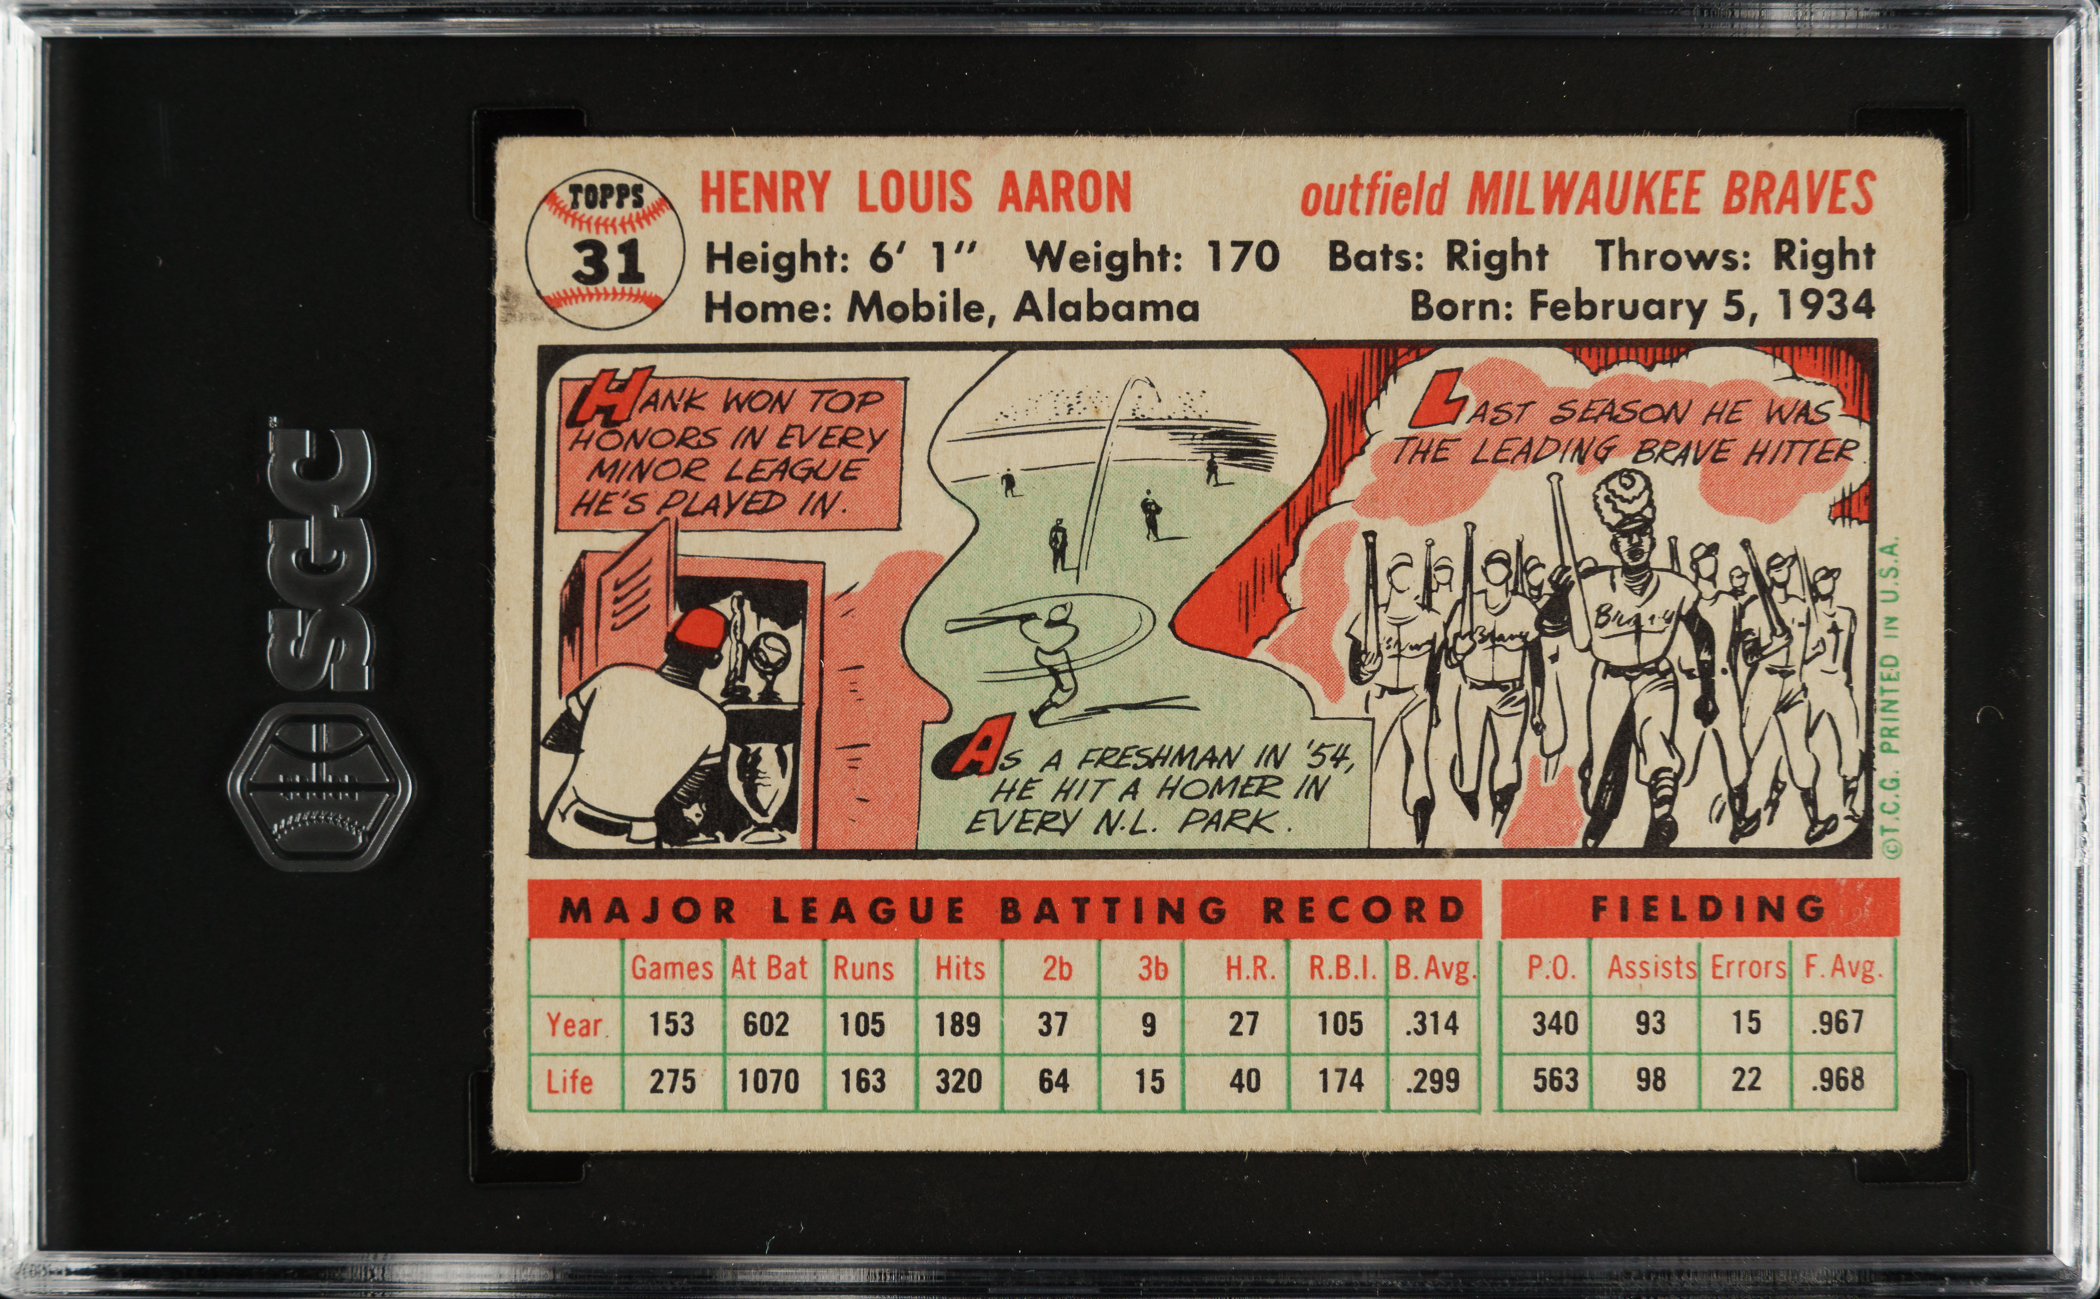 SGC
TOPPS
31
HENRY LOUIS AARON
outfield MILWAUKEE BRAVES
Height: 6' 1" Weight: 170 Bats: Right Throws: Right
Home: Mobile, Alabama
Born: February 5, 1934
HANK WON TOP
HONORS IN EVERY
MINOR LEAGUE
HE'S PLAYED IN.
AS A FRESHMAN IN '54,
HE HIT A HOMER IN
EVERY N.L. PARK.
LAST SEASON HE WAS
THE LEADING BRAVE HITTER
Braves
©T.C.G. PRINTED IN U.S.A.
MAJOR LEAGUE BATTING RECORD
Games At Bat Runs Hits 2b 3b H.R. R.B.I. B. Avg.
Year 153 602 105 189 37 9 27 105 .314
Life 275 1070 163 320 64 15 40 174 .299
FIELDING
P.O. Assists Errors F. Avg.
340 93 15 .967
563 98 22 .968